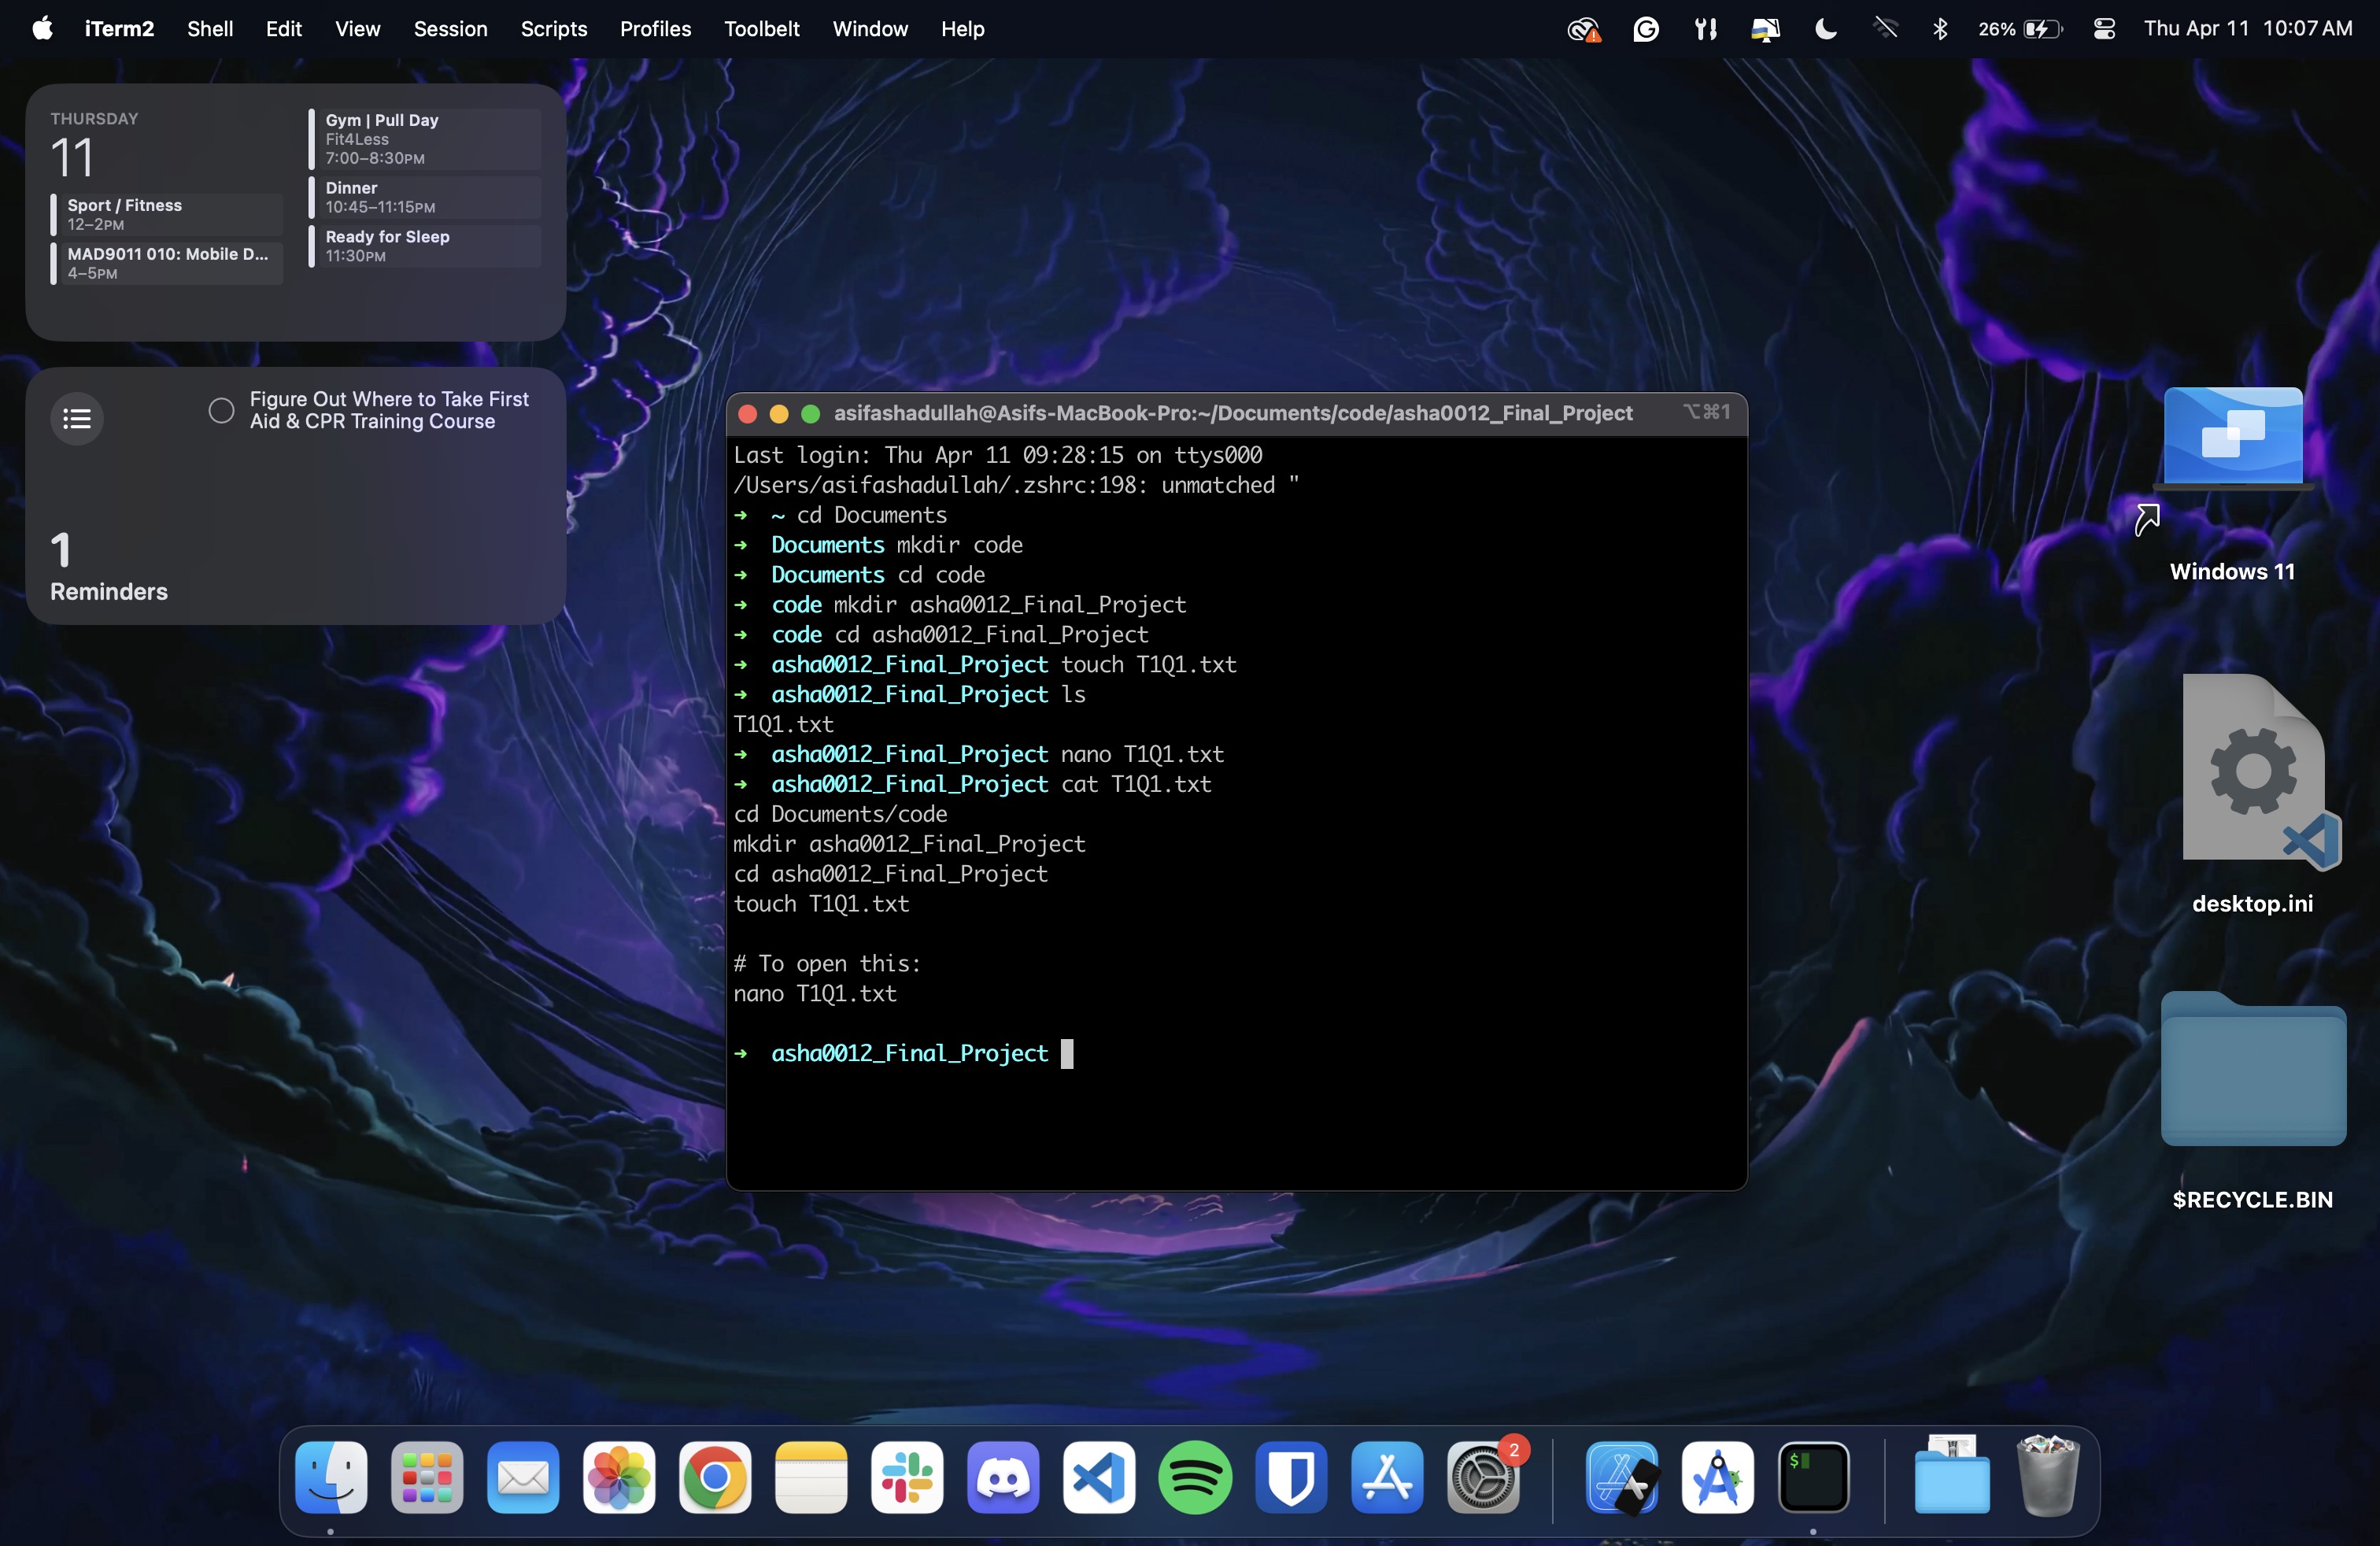 iTerm2 Shell Edit View Session Scripts Profiles Toolbelt Window Help 26% Thu Apr 11 10:07 AM
THURSDAY
11
Sport / Fitness
12–2PM
MAD9011 010: Mobile D...
4–5PM
Gym | Pull Day
Fit4Less
7:00–8:30PM
Dinner
10:45–11:15PM
Ready for Sleep
11:30PM
Figure Out Where to Take First
Aid & CPR Training Course
1
Reminders
asifashadullah@Asifs-MacBook-Pro:~/Documents/code/asha0012_Final_Project ⌥⌘1
Last login: Thu Apr 11 09:28:15 on ttys000
/Users/asifashadullah/.zshrc:198: unmatched "
➜ ~ cd Documents
➜ Documents mkdir code
➜ Documents cd code
➜ code mkdir asha0012_Final_Project
➜ code cd asha0012_Final_Project
➜ asha0012_Final_Project touch T1Q1.txt
➜ asha0012_Final_Project ls
T1Q1.txt
➜ asha0012_Final_Project nano T1Q1.txt
➜ asha0012_Final_Project cat T1Q1.txt
cd Documents/code
mkdir asha0012_Final_Project
cd asha0012_Final_Project
touch T1Q1.txt
# To open this:
nano T1Q1.txt
➜ asha0012_Final_Project
Windows 11
desktop.ini
$RECYCLE.BIN
2
$